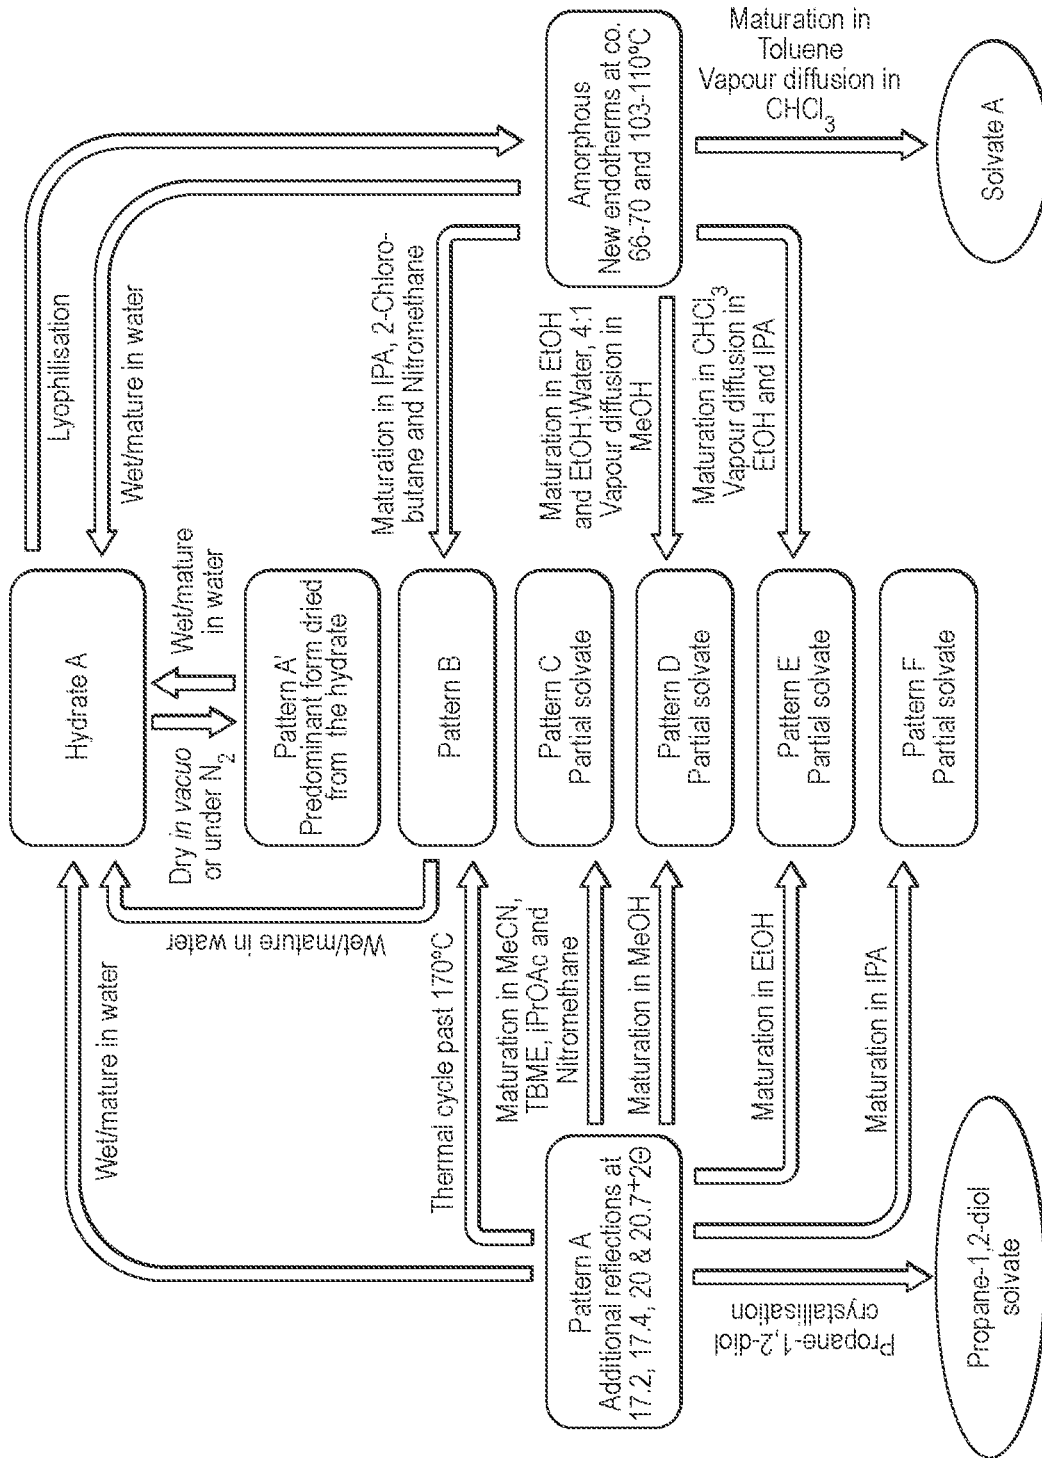 Lyophilisation
Wet/mature in water
Hydrate A
Wet/mature in water
Dry in vacuo
or under N2
Wet/mature
in water
Pattern A'
Predominant form dried
from the hydrate
Wet/mature in water
Thermal cycle past 170ºC
Pattern B
Maturation in IPA, 2-Chloro-
butane and Nitromethane
Maturation in MeCN,
TBME, iPrOAc and
Nitromethane
Pattern C
Partial solvate
Pattern A
Additional reflections at
17.2, 17.4, 20 & 20.7⁺2Θ
Maturation in MeOH
Pattern D
Partial solvate
Maturation in EtOH
and EtOH:Water, 4:1
Vapour diffusion in
MeOH
Amorphous
New endotherms at co.
66-70 and 103-110ºC
Maturation in EtOH
Pattern E
Partial solvate
Maturation in CHCl3
Vapour diffusion in
EtOH and IPA
Maturation in IPA
Pattern F
Partial solvate
Propane-1,2-diol
crystallisation
Propane-1,2-diol
solvate
Maturation in
Toluene
Vapour diffusion in
CHCl3
Solvate A